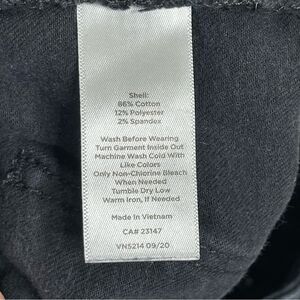 Shell:
86% Cotton
12% Polyester
2% Spandex
Wash Before Wearing
Turn Garment Inside Out
Machine Wash Cold With
Like Colors
Only Non-Chlorine Bleach
When Needed
Tumble Dry Low
Warm Iron, If Needed
Made In Vietnam
CA# 23147
VN5214 09/20